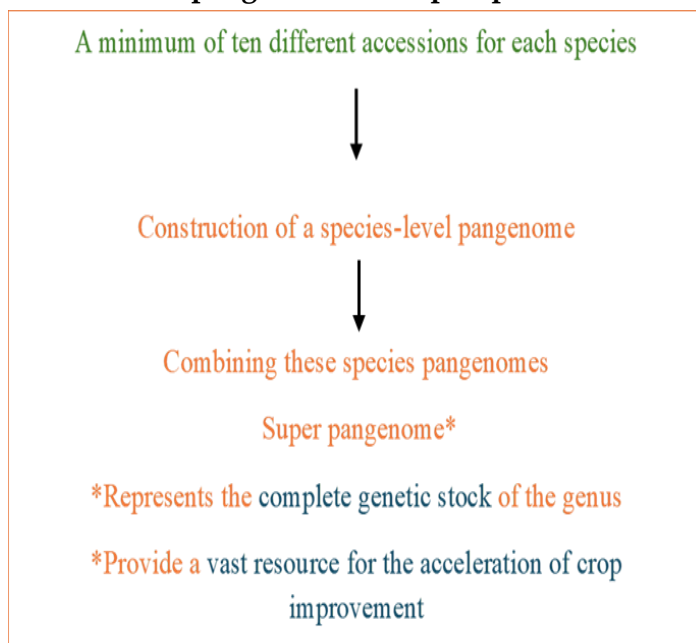 A minimum of ten different accessions for each species
Construction of a species-level pangenome
Combining these species pangenomes
Super pangenome*
*Represents the complete genetic stock of the genus
*Provide a vast resource for the acceleration of crop
improvement